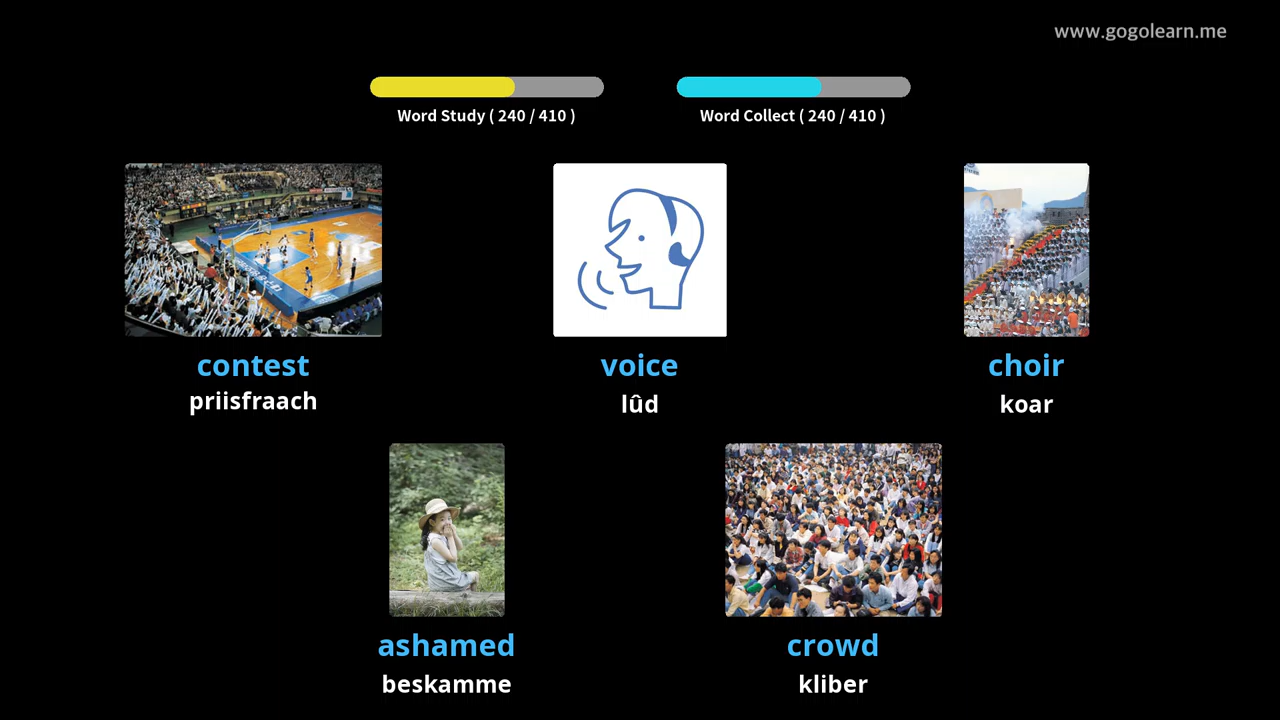 www.gogolearn.me
Word Study ( 240 / 410 )
Word Collect ( 240 / 410 )
contest
priisfraach
voice
lûd
choir
koar
ashamed
beskamme
crowd
kliber